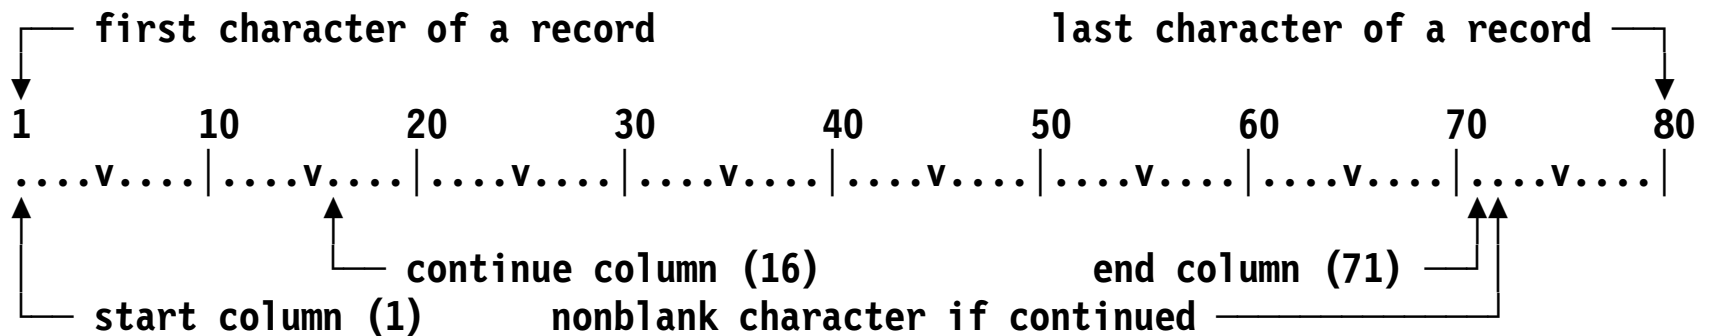 first character of a record last character of a record
1 10 20 30 40 50 60 70 80
....v....|....v....|....v....|....v....|....v....|....v....|....v....|....v....|
continue column (16) end column (71)
start column (1) nonblank character if continued